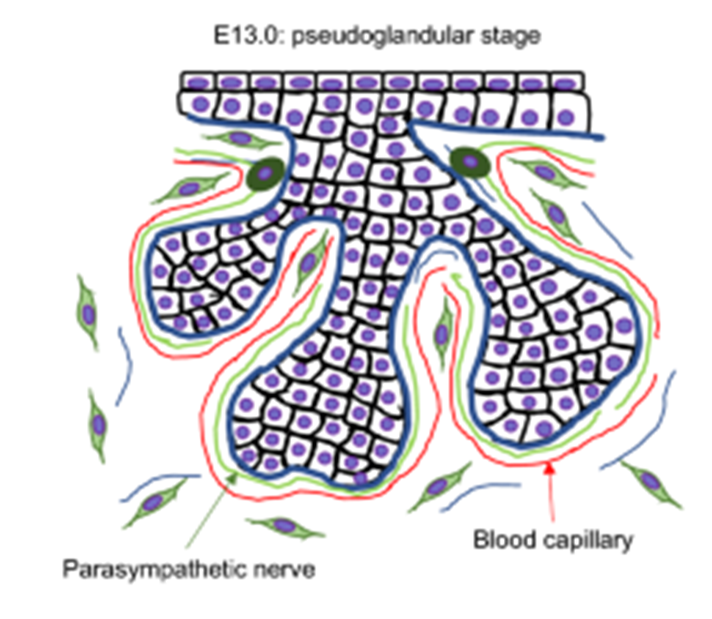 E13.0: pseudoglandular stage
Blood capillary
Parasympathetic nerve